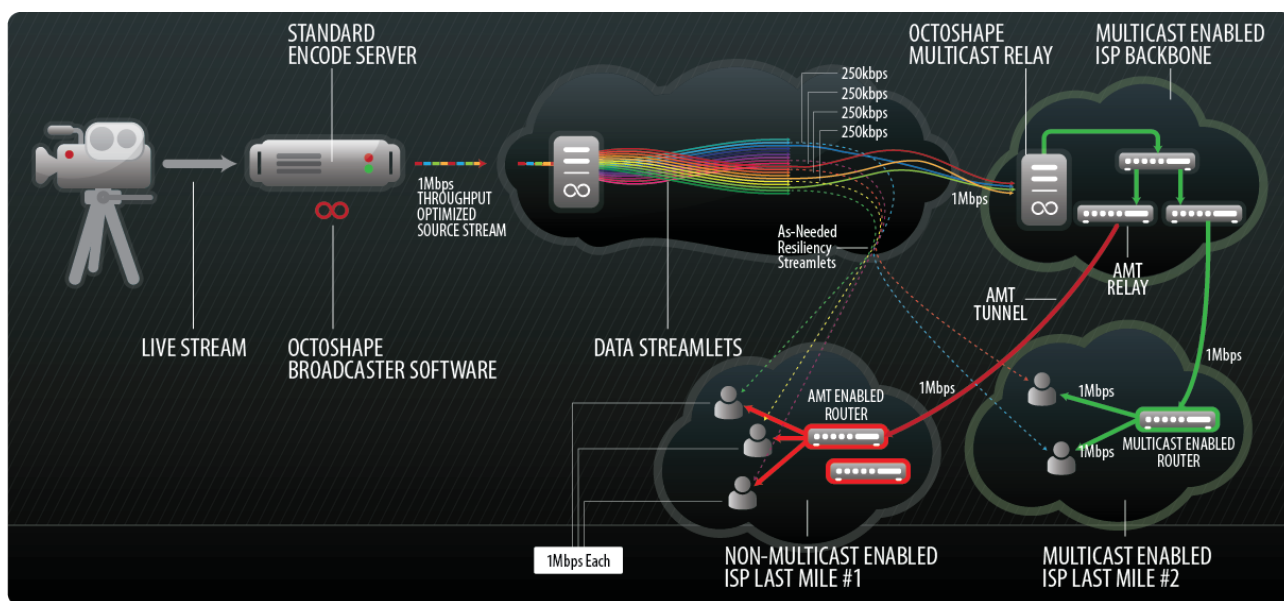 STANDARD
ENCODE SERVER
OCTOSHAPE
MULTICAST RELAY
MULTICAST ENABLED
ISP BACKBONE
250kbps
250kbps
250kbps
250kbps
1Mbps
THROUGHPUT
OPTIMIZED
SOURCE STREAM
1Mbps
As-Needed
Resiliency
Streamlets
AMT
RELAY
AMT
TUNNEL
LIVE STREAM
OCTOSHAPE
BROADCASTER SOFTWARE
DATA STREAMLETS
1Mbps
1Mbps
AMT ENABLED
ROUTER
1Mbps
1Mbps
MULTICAST ENABLED
ROUTER
1Mbps Each
NON-MULTICAST ENABLED
ISP LAST MILE #1
MULTICAST ENABLED
ISP LAST MILE #2